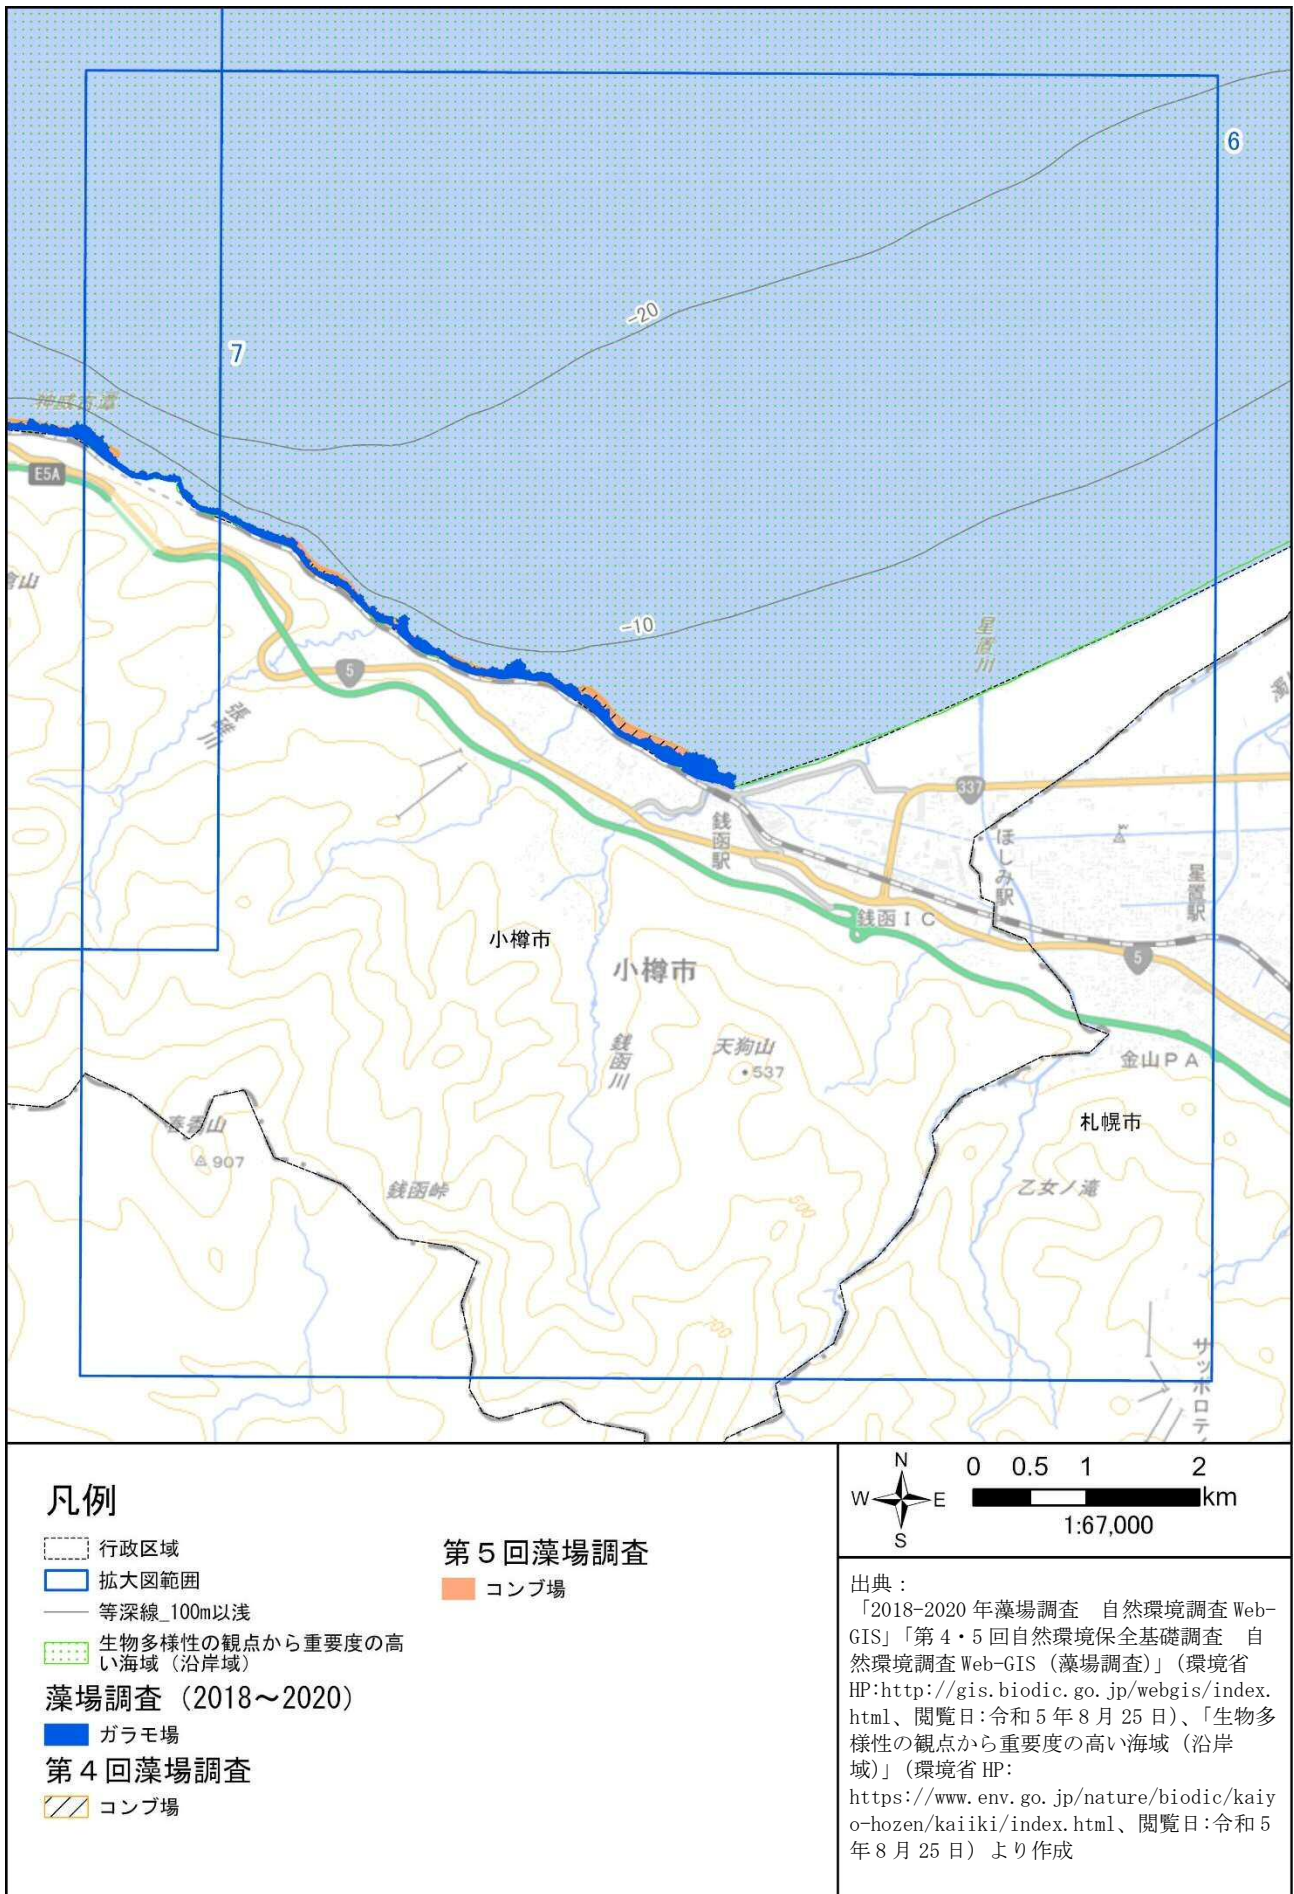 6
-20
7
神威古潭
E5A
倉山
-10
星置川
5
張碓川
337
銭函駅
ほしみ駅
星置駅
銭函IC
小樽市
小樽市
5
銭函川
天狗山
・537
金山PA
札幌市
春香山
907
銭函峠
乙女ノ滝
500
700
サッポロテイ
凡例
行政区域
拡大図範囲
等深線_100m以浅
生物多様性の観点から重要度の高
い海域（沿岸域）
藻場調査（2018～2020）
ガラモ場
第４回藻場調査
コンブ場
第５回藻場調査
コンブ場
N
W E
S
0 0.5 1 2
km
1:67,000
出典：
「2018-2020 年藻場調査　自然環境調査 Web-
GIS」「第 4・5 回自然環境保全基礎調査　自
然環境調査 Web-GIS（藻場調査）」（環境省
HP:http://gis.biodic.go.jp/webgis/index.
html、閲覧日:令和 5 年 8 月 25 日）、「生物多
様性の観点から重要度の高い海域（沿岸
域）」（環境省 HP:
https://www.env.go.jp/nature/biodic/kaiy
o-hozen/kaiiki/index.html、閲覧日:令和 5
年 8 月 25 日）より作成